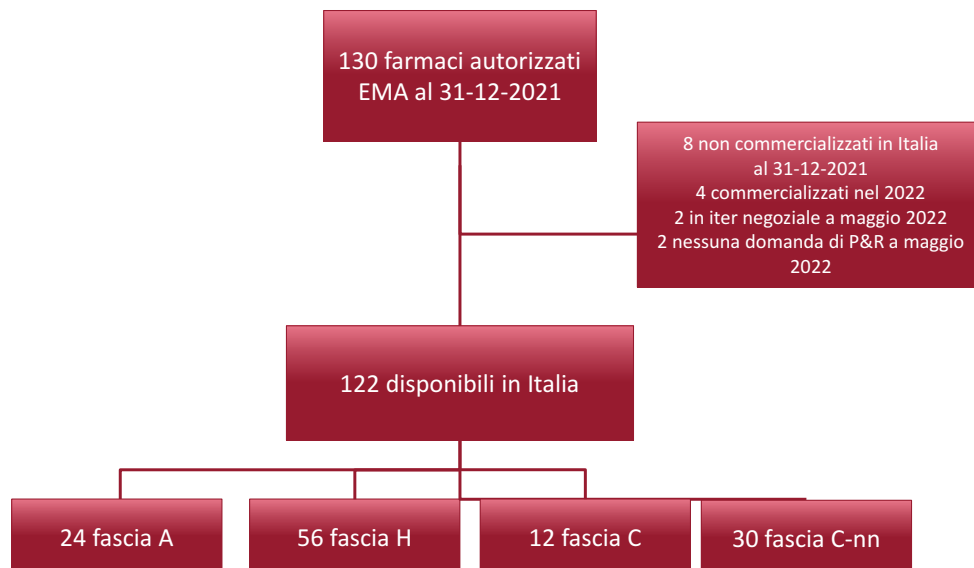 130 farmaci autorizzati
EMA al 31-12-2021
8 non commercializzati in Italia
al 31-12-2021
4 commercializzati nel 2022
2 in iter negoziale a maggio 2022
2 nessuna domanda di P&R a maggio
2022
122 disponibili in Italia
24 fascia A
56 fascia H
12 fascia C
30 fascia C-nn